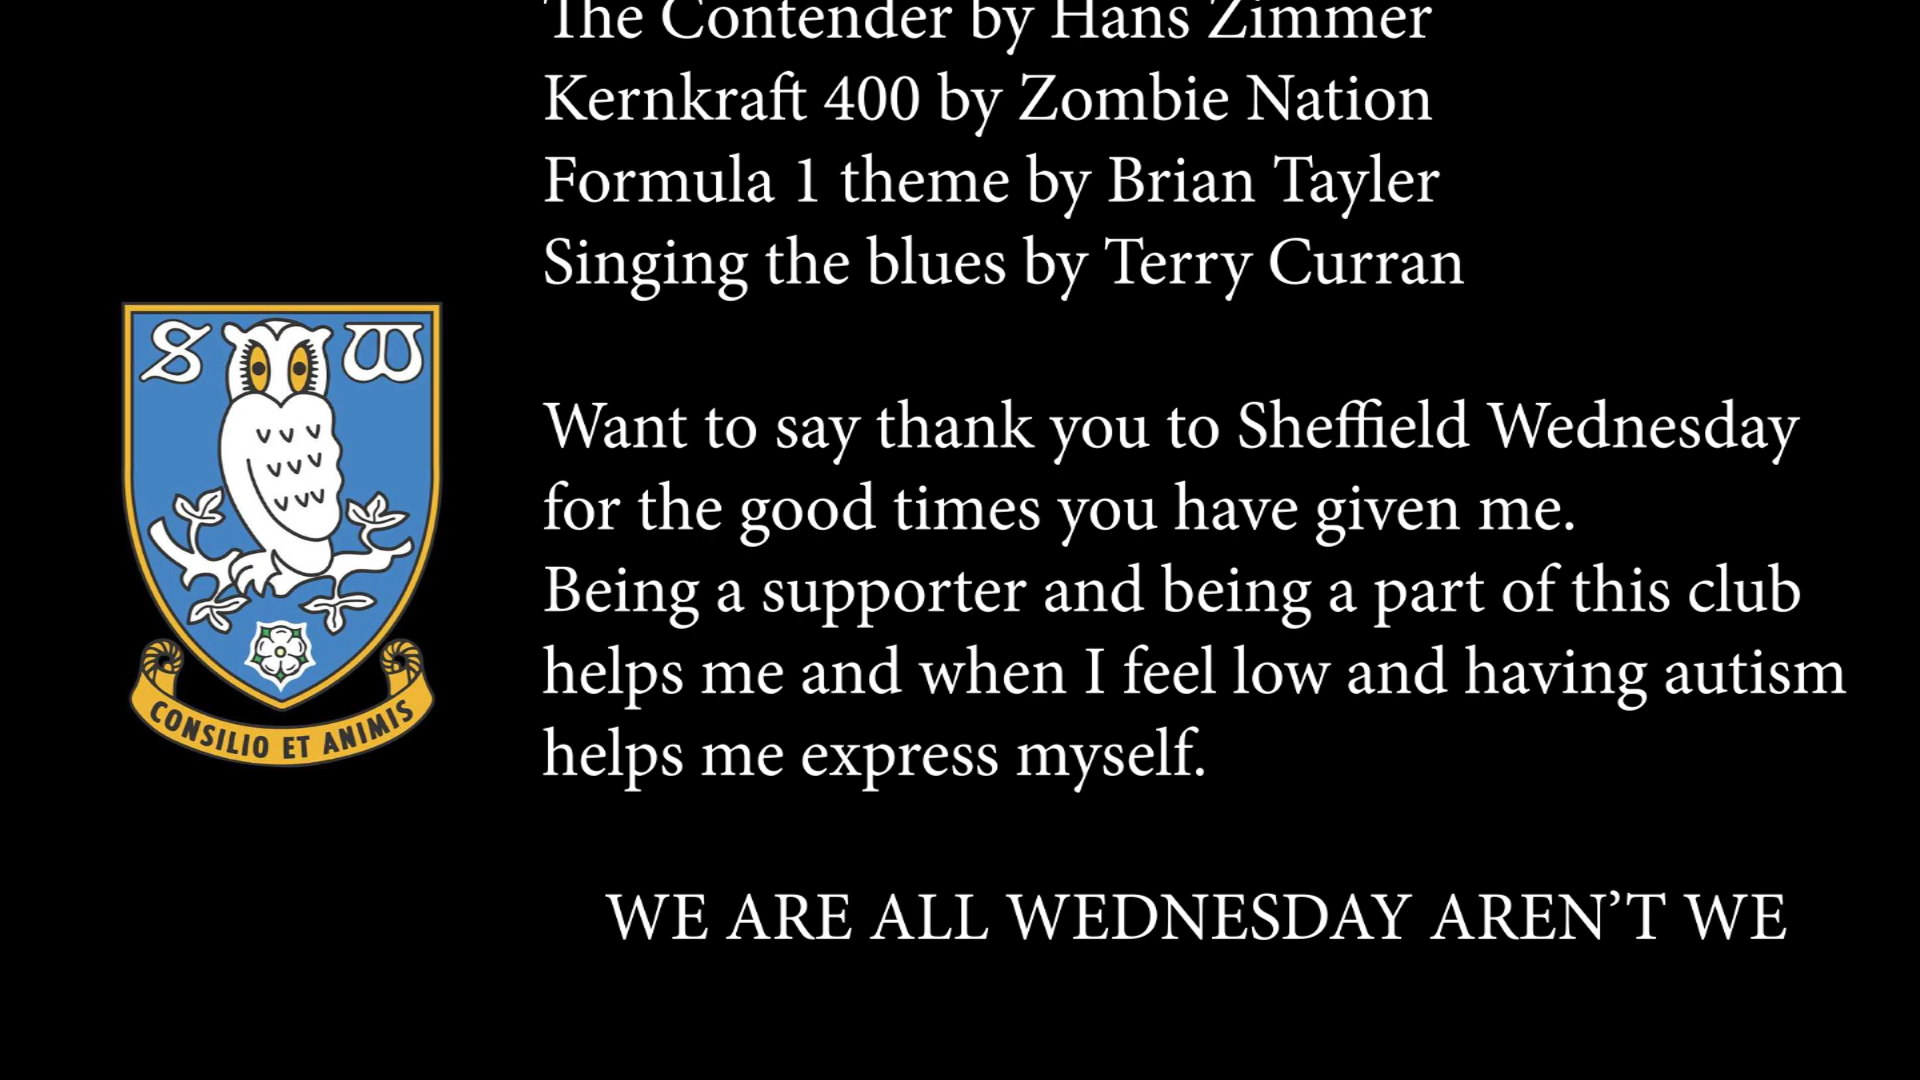 The Contender by Hans Zimmer
Kernkraft 400 by Zombie Nation
Formula 1 theme by Brian Tayler
Singing the blues by Terry Curran
S W
CONSILIO ET ANIMIS
Want to say thank you to Sheffield Wednesday
for the good times you have given me.
Being a supporter and being a part of this club
helps me and when I feel low and having autism
helps me express myself.
WE ARE ALL WEDNESDAY AREN’T WE